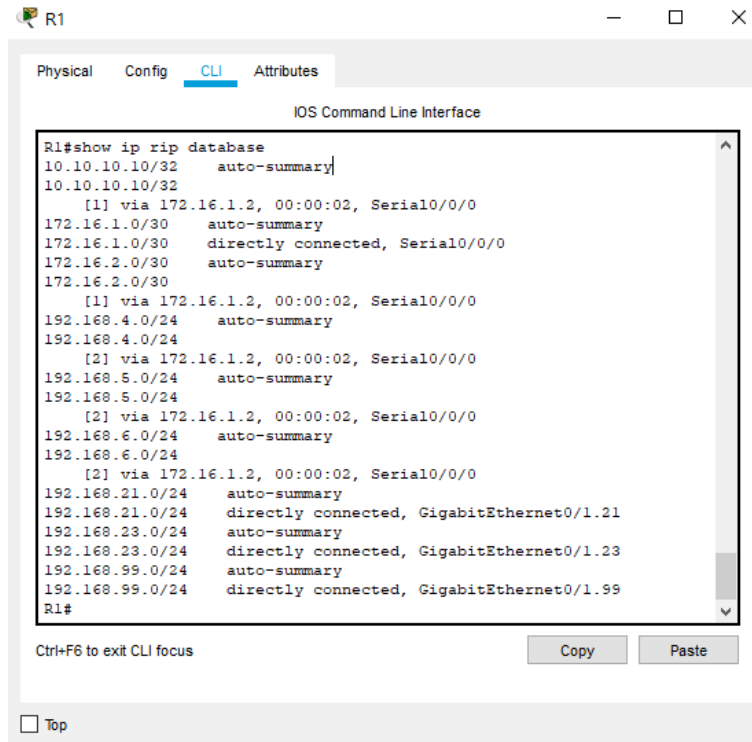 R1
Physical Config CLI Attributes
IOS Command Line Interface
R1#show ip rip database
10.10.10.10/32    auto-summary
10.10.10.10/32
    [1] via 172.16.1.2, 00:00:02, Serial0/0/0
172.16.1.0/30    auto-summary
172.16.1.0/30    directly connected, Serial0/0/0
172.16.2.0/30    auto-summary
172.16.2.0/30
    [1] via 172.16.1.2, 00:00:02, Serial0/0/0
192.168.4.0/24    auto-summary
192.168.4.0/24
    [2] via 172.16.1.2, 00:00:02, Serial0/0/0
192.168.5.0/24    auto-summary
192.168.5.0/24
    [2] via 172.16.1.2, 00:00:02, Serial0/0/0
192.168.6.0/24    auto-summary
192.168.6.0/24
    [2] via 172.16.1.2, 00:00:02, Serial0/0/0
192.168.21.0/24    auto-summary
192.168.21.0/24    directly connected, GigabitEthernet0/1.21
192.168.23.0/24    auto-summary
192.168.23.0/24    directly connected, GigabitEthernet0/1.23
192.168.99.0/24    auto-summary
192.168.99.0/24    directly connected, GigabitEthernet0/1.99
R1#
Ctrl+F6 to exit CLI focus
Copy Paste
Top